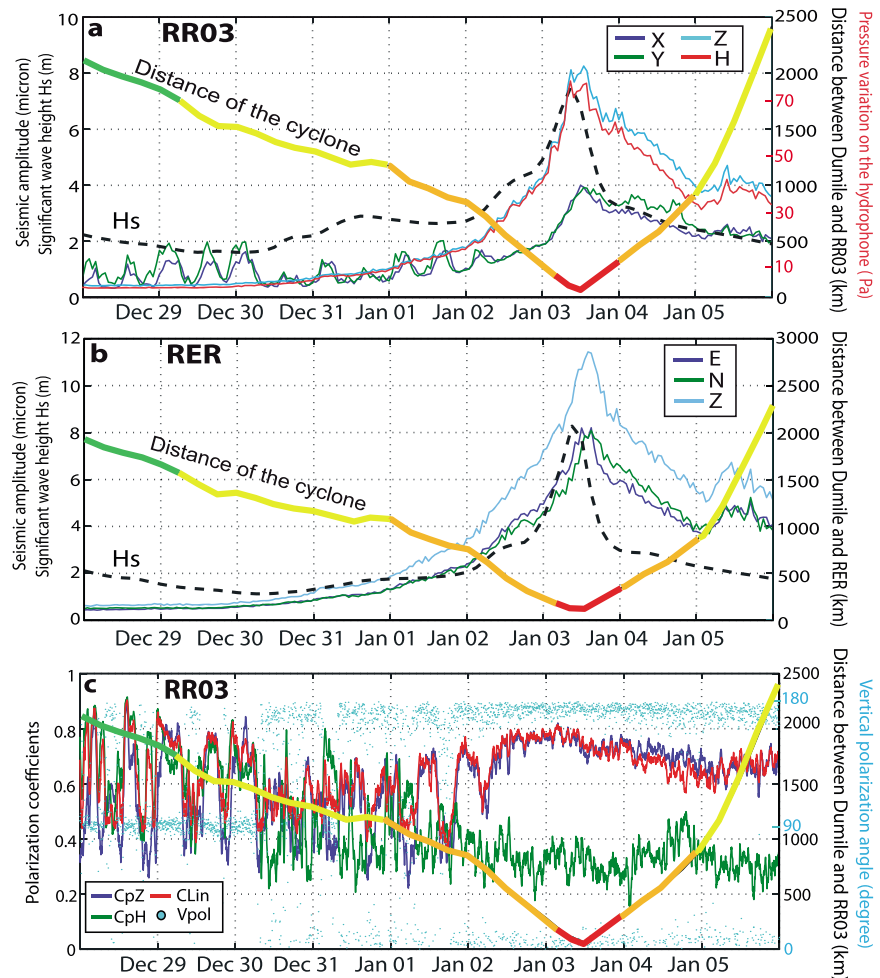 a
RR03
Distance of the cyclone
Hs
X
Z
Y
H
Seismic amplitude (micron)
Significant wave height Hs (m)
10
8
6
4
2
0
2500
2000
1500
1000
500
0
70
50
30
10
Distance between Dumile and RR03 (km)
Pressure variation on the hydrophone (Pa)
Dec 29
Dec 30
Dec 31
Jan 01
Jan 02
Jan 03
Jan 04
Jan 05
b
RER
Distance of the cyclone
Hs
E
N
Z
Seismic amplitude (micron)
Significant wave height Hs (m)
12
10
8
6
4
2
0
3000
2500
2000
1500
1000
500
0
Distance between Dumile and RER (km)
Dec 29
Dec 30
Dec 31
Jan 01
Jan 02
Jan 03
Jan 04
Jan 05
c
RR03
Polarization coefficients
1
0.8
0.6
0.4
0.2
0
CpZ
CLin
CpH
Vpol
2500
2000
1500
1000
500
0
180
90
0
Distance between Dumile and RR03 (km)
Vertical polarization angle (degree)
Dec 29
Dec 30
Dec 31
Jan 01
Jan 02
Jan 03
Jan 04
Jan 05